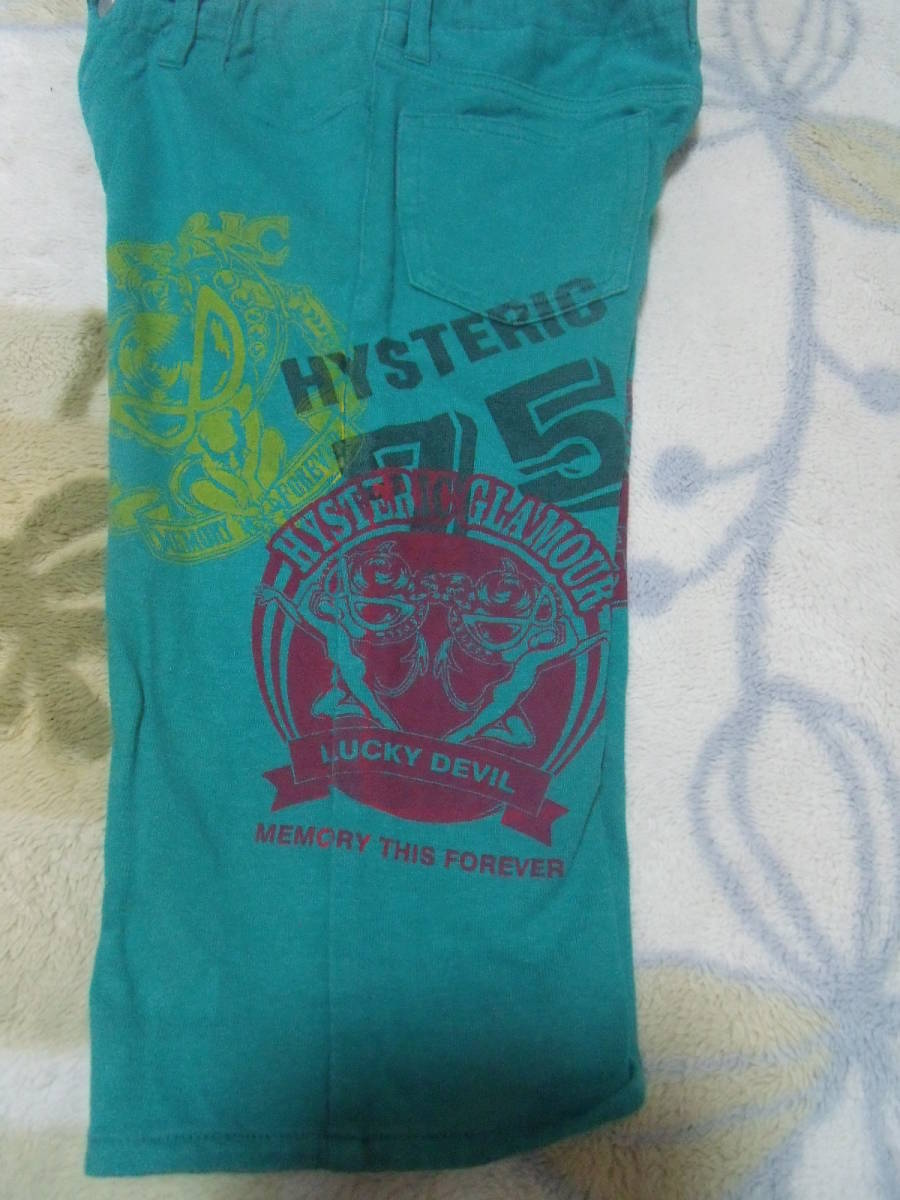 HYSTERIC
75
HYSTERIC GLAMOUR
LUCKY DEVIL
MEMORY THIS FOREVER